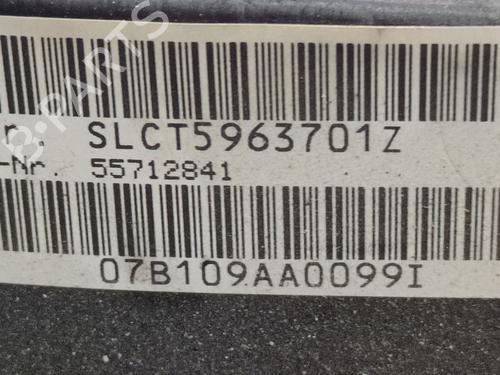 r. SLCT5963701Z
-Nr. 55712841
07B109AA0099I
B-PARTS